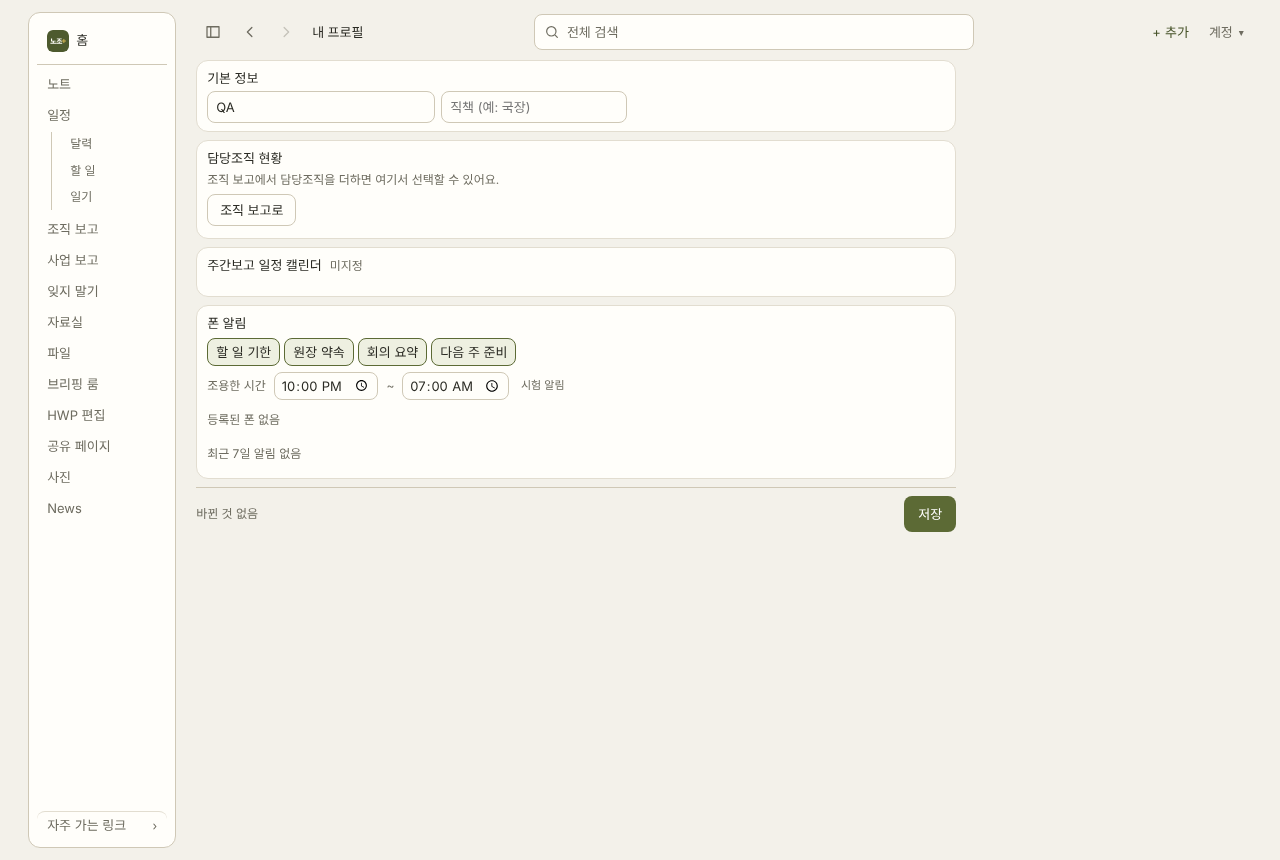 노조 홈
노트
일정
달력
할 일
일기
조직 보고
사업 보고
잊지 말기
자료실
파일
브리핑 룸
HWP 편집
공유 페이지
사진
News
자주 가는 링크 ›
내 프로필
전체 검색
+ 추가
계정 ▾
기본 정보
QA
직책 (예: 국장)
담당조직 현황
조직 보고에서 담당조직을 더하면 여기서 선택할 수 있어요.
조직 보고로
주간보고 일정 캘린더 미지정
폰 알림
할 일 기한 원장 약속 회의 요약 다음 주 준비
조용한 시간 10:00 PM ~ 07:00 AM 시험 알림
등록된 폰 없음
최근 7일 알림 없음
바뀐 것 없음
저장